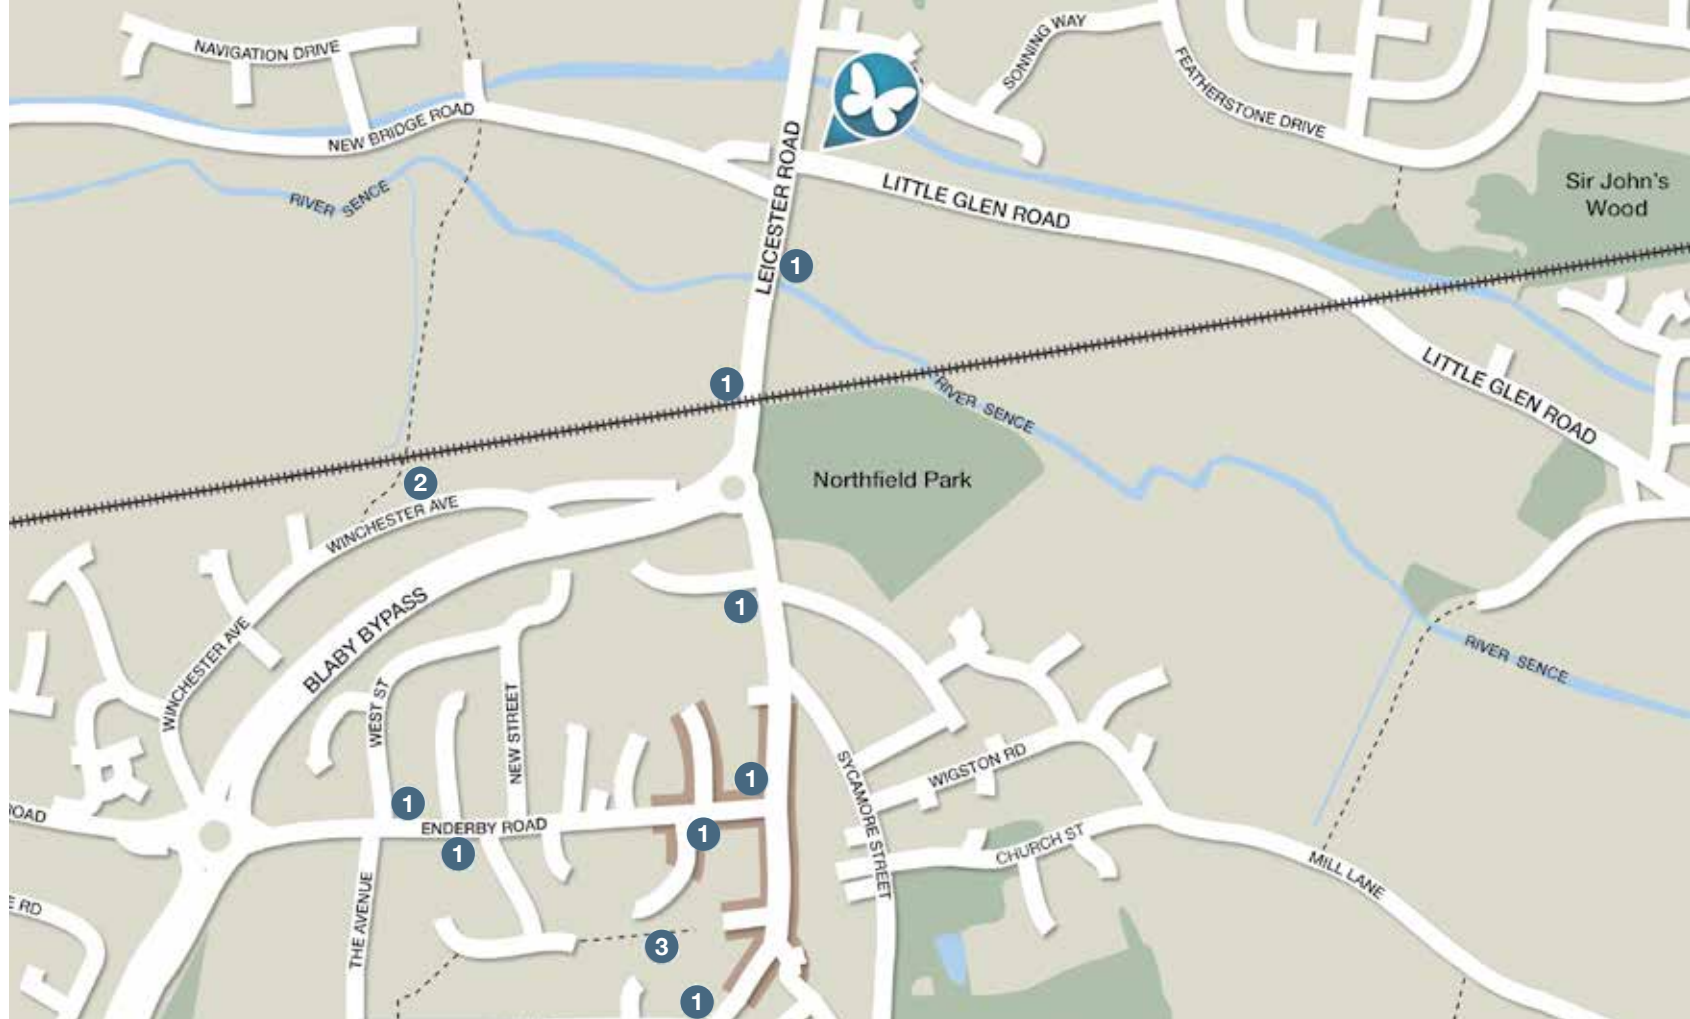 NAVIGATION DRIVE
SONNING WAY
FEATHERSTONE DRIVE
NEW BRIDGE ROAD
LEICESTER ROAD
Sir John's
Wood
LITTLE GLEN ROAD
RIVER SENCE
1
1
RIVER SENCE
LITTLE GLEN ROAD
Northfield Park
2
WINCHESTER AVE
BLABY BYPASS
1
WINCHESTER AVE
RIVER SENCE
WEST ST
NEW STREET
SYCAMORE STREET
WIGSTON RD
1
1
ROAD
ENDERBY ROAD
1
1
CHURCH ST
MILL LANE
THE AVENUE
E RD
3
1